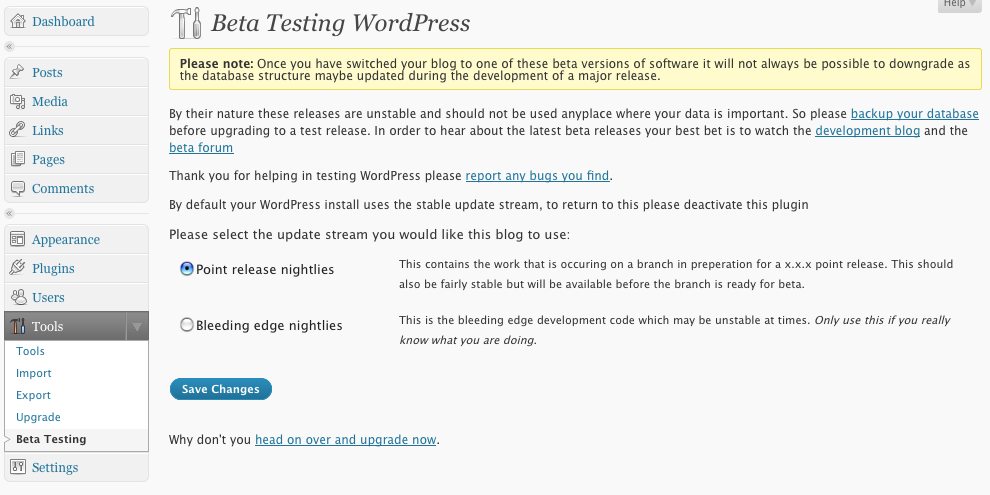 Help
Dashboard
Posts
Media
Links
Pages
Comments
Appearance
Plugins
Users
Tools
Tools
Import
Export
Upgrade
Beta Testing
Settings
Beta Testing WordPress
Please note: Once you have switched your blog to one of these beta versions of software it will not always be possible to downgrade as
the database structure maybe updated during the development of a major release.
By their nature these releases are unstable and should not be used anyplace where your data is important. So please backup your database
before upgrading to a test release. In order to hear about the latest beta releases your best bet is to watch the development blog and the
beta forum
Thank you for helping in testing WordPress please report any bugs you find.
By default your WordPress install uses the stable update stream, to return to this please deactivate this plugin
Please select the update stream you would like this blog to use:
Point release nightlies
This contains the work that is occuring on a branch in preperation for a x.x.x point release. This should
also be fairly stable but will be available before the branch is ready for beta.
Bleeding edge nightlies
This is the bleeding edge development code which may be unstable at times. Only use this if you really
know what you are doing.
Save Changes
Why don't you head on over and upgrade now.